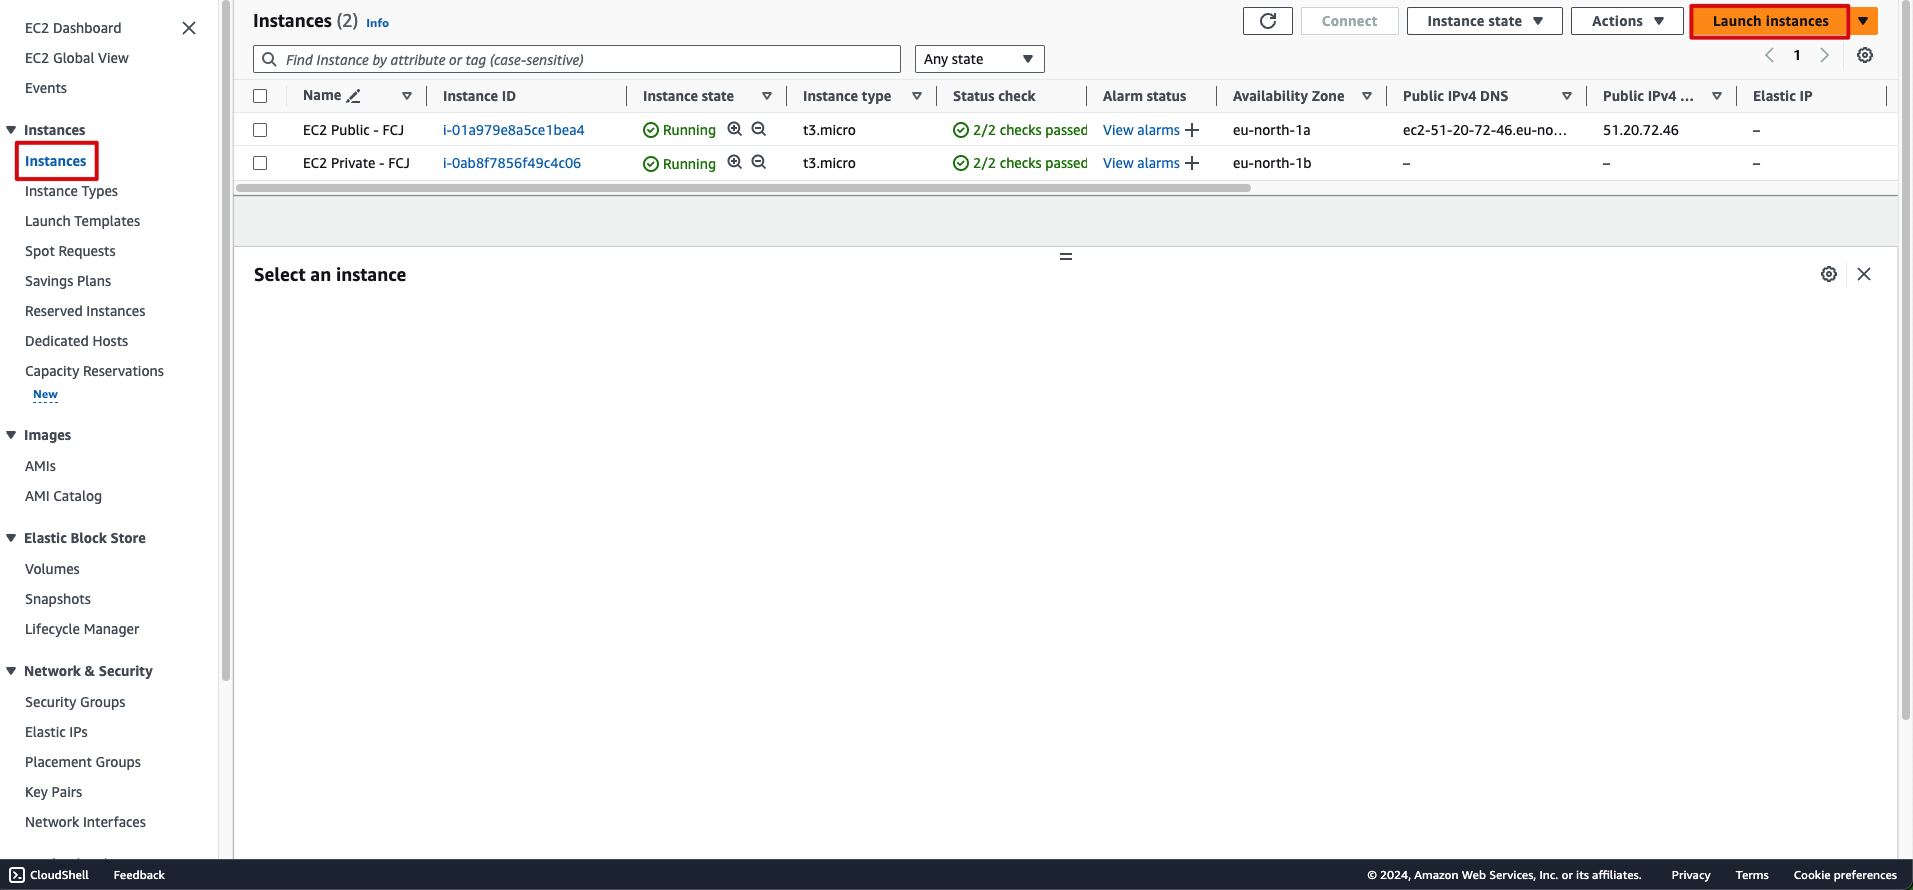 EC2 Dashboard
EC2 Global View
Events
Instances
Instances
Instance Types
Launch Templates
Spot Requests
Savings Plans
Reserved Instances
Dedicated Hosts
Capacity Reservations
New
Images
AMIs
AMI Catalog
Elastic Block Store
Volumes
Snapshots
Lifecycle Manager
Network & Security
Security Groups
Elastic IPs
Placement Groups
Key Pairs
Network Interfaces
Instances (2) Info
Connect Instance state Actions Launch instances
Find Instance by attribute or tag (case-sensitive) Any state 1
Name Instance ID Instance state Instance type Status check Alarm status Availability Zone Public IPv4 DNS Public IPv4 ... Elastic IP
EC2 Public - FCJ i-01a979e8a5ce1bea4 Running t3.micro 2/2 checks passed View alarms + eu-north-1a ec2-51-20-72-46.eu-no... 51.20.72.46 –
EC2 Private - FCJ i-0ab8f7856f49c4c06 Running t3.micro 2/2 checks passed View alarms + eu-north-1b – – –
Select an instance
CloudShell Feedback © 2024, Amazon Web Services, Inc. or its affiliates. Privacy Terms Cookie preferences